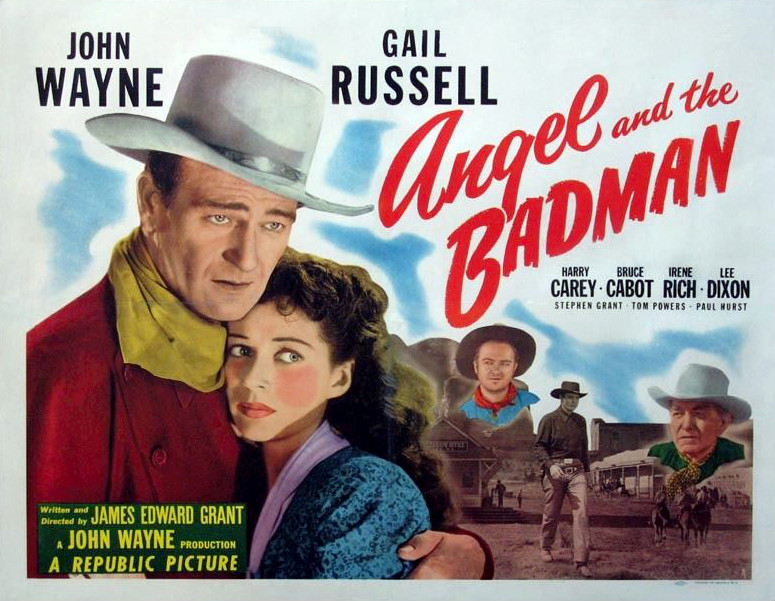 JOHN
WAYNE
GAIL
RUSSELL
Angel and the
BADMAN
HARRY BRUCE IRENE LEE
CAREY · CABOT · RICH · DIXON
STEPHEN GRANT · TOM POWERS · PAUL HURST
Written and
Directed by JAMES EDWARD GRANT
A JOHN WAYNE PRODUCTION
A REPUBLIC PICTURE